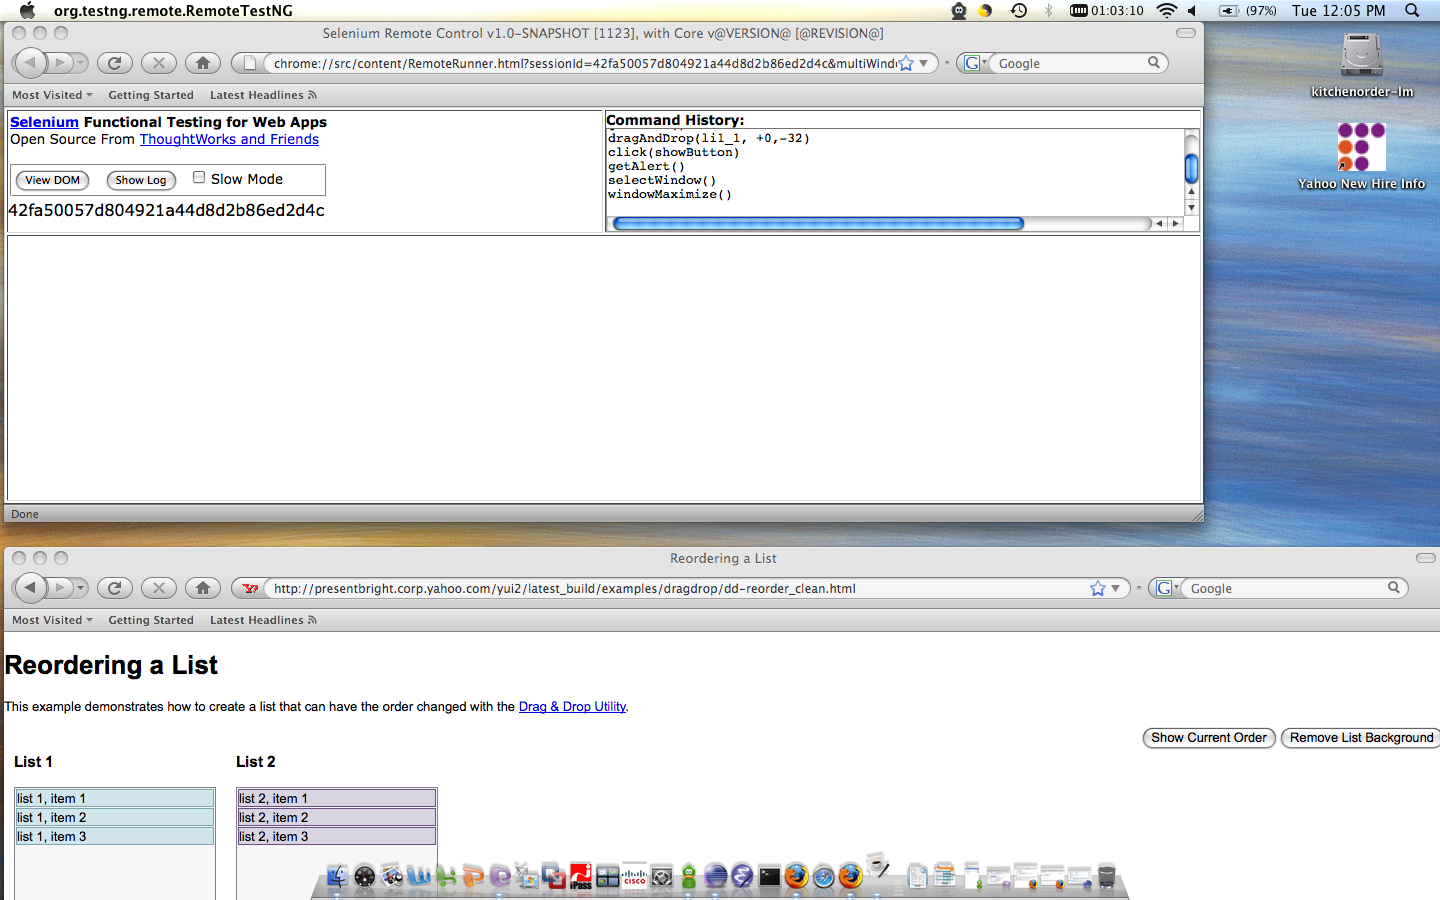 org.testng.remote.RemoteTestNG
01:03:10
(97%)
Tue 12:05 PM
Selenium Remote Control v1.0-SNAPSHOT [1123], with Core v@VERSION@ [@REVISION@]
chrome://src/content/RemoteRunner.html?sessionId=42fa50057d804921a44d8d2b86ed2d4c&multiWind
G
Google
Most Visited
Getting Started
Latest Headlines
Selenium Functional Testing for Web Apps
Open Source From ThoughtWorks and Friends
View DOM
Show Log
Slow Mode
42fa50057d804921a44d8d2b86ed2d4c
Command History:
dragAndDrop(li1_1, +0,-32)
click(showButton)
getAlert()
selectWindow()
windowMaximize()
Done
kitchenorder-lm
Yahoo New Hire Info
Reordering a List
http://presentbright.corp.yahoo.com/yui2/latest_build/examples/dragdrop/dd-reorder_clean.html
G
Google
Most Visited
Getting Started
Latest Headlines
Reordering a List
This example demonstrates how to create a list that can have the order changed with the Drag & Drop Utility.
Show Current Order
Remove List Background
List 1
list 1, item 1
list 1, item 2
list 1, item 3
List 2
list 2, item 1
list 2, item 2
list 2, item 3
iPass
CISCO